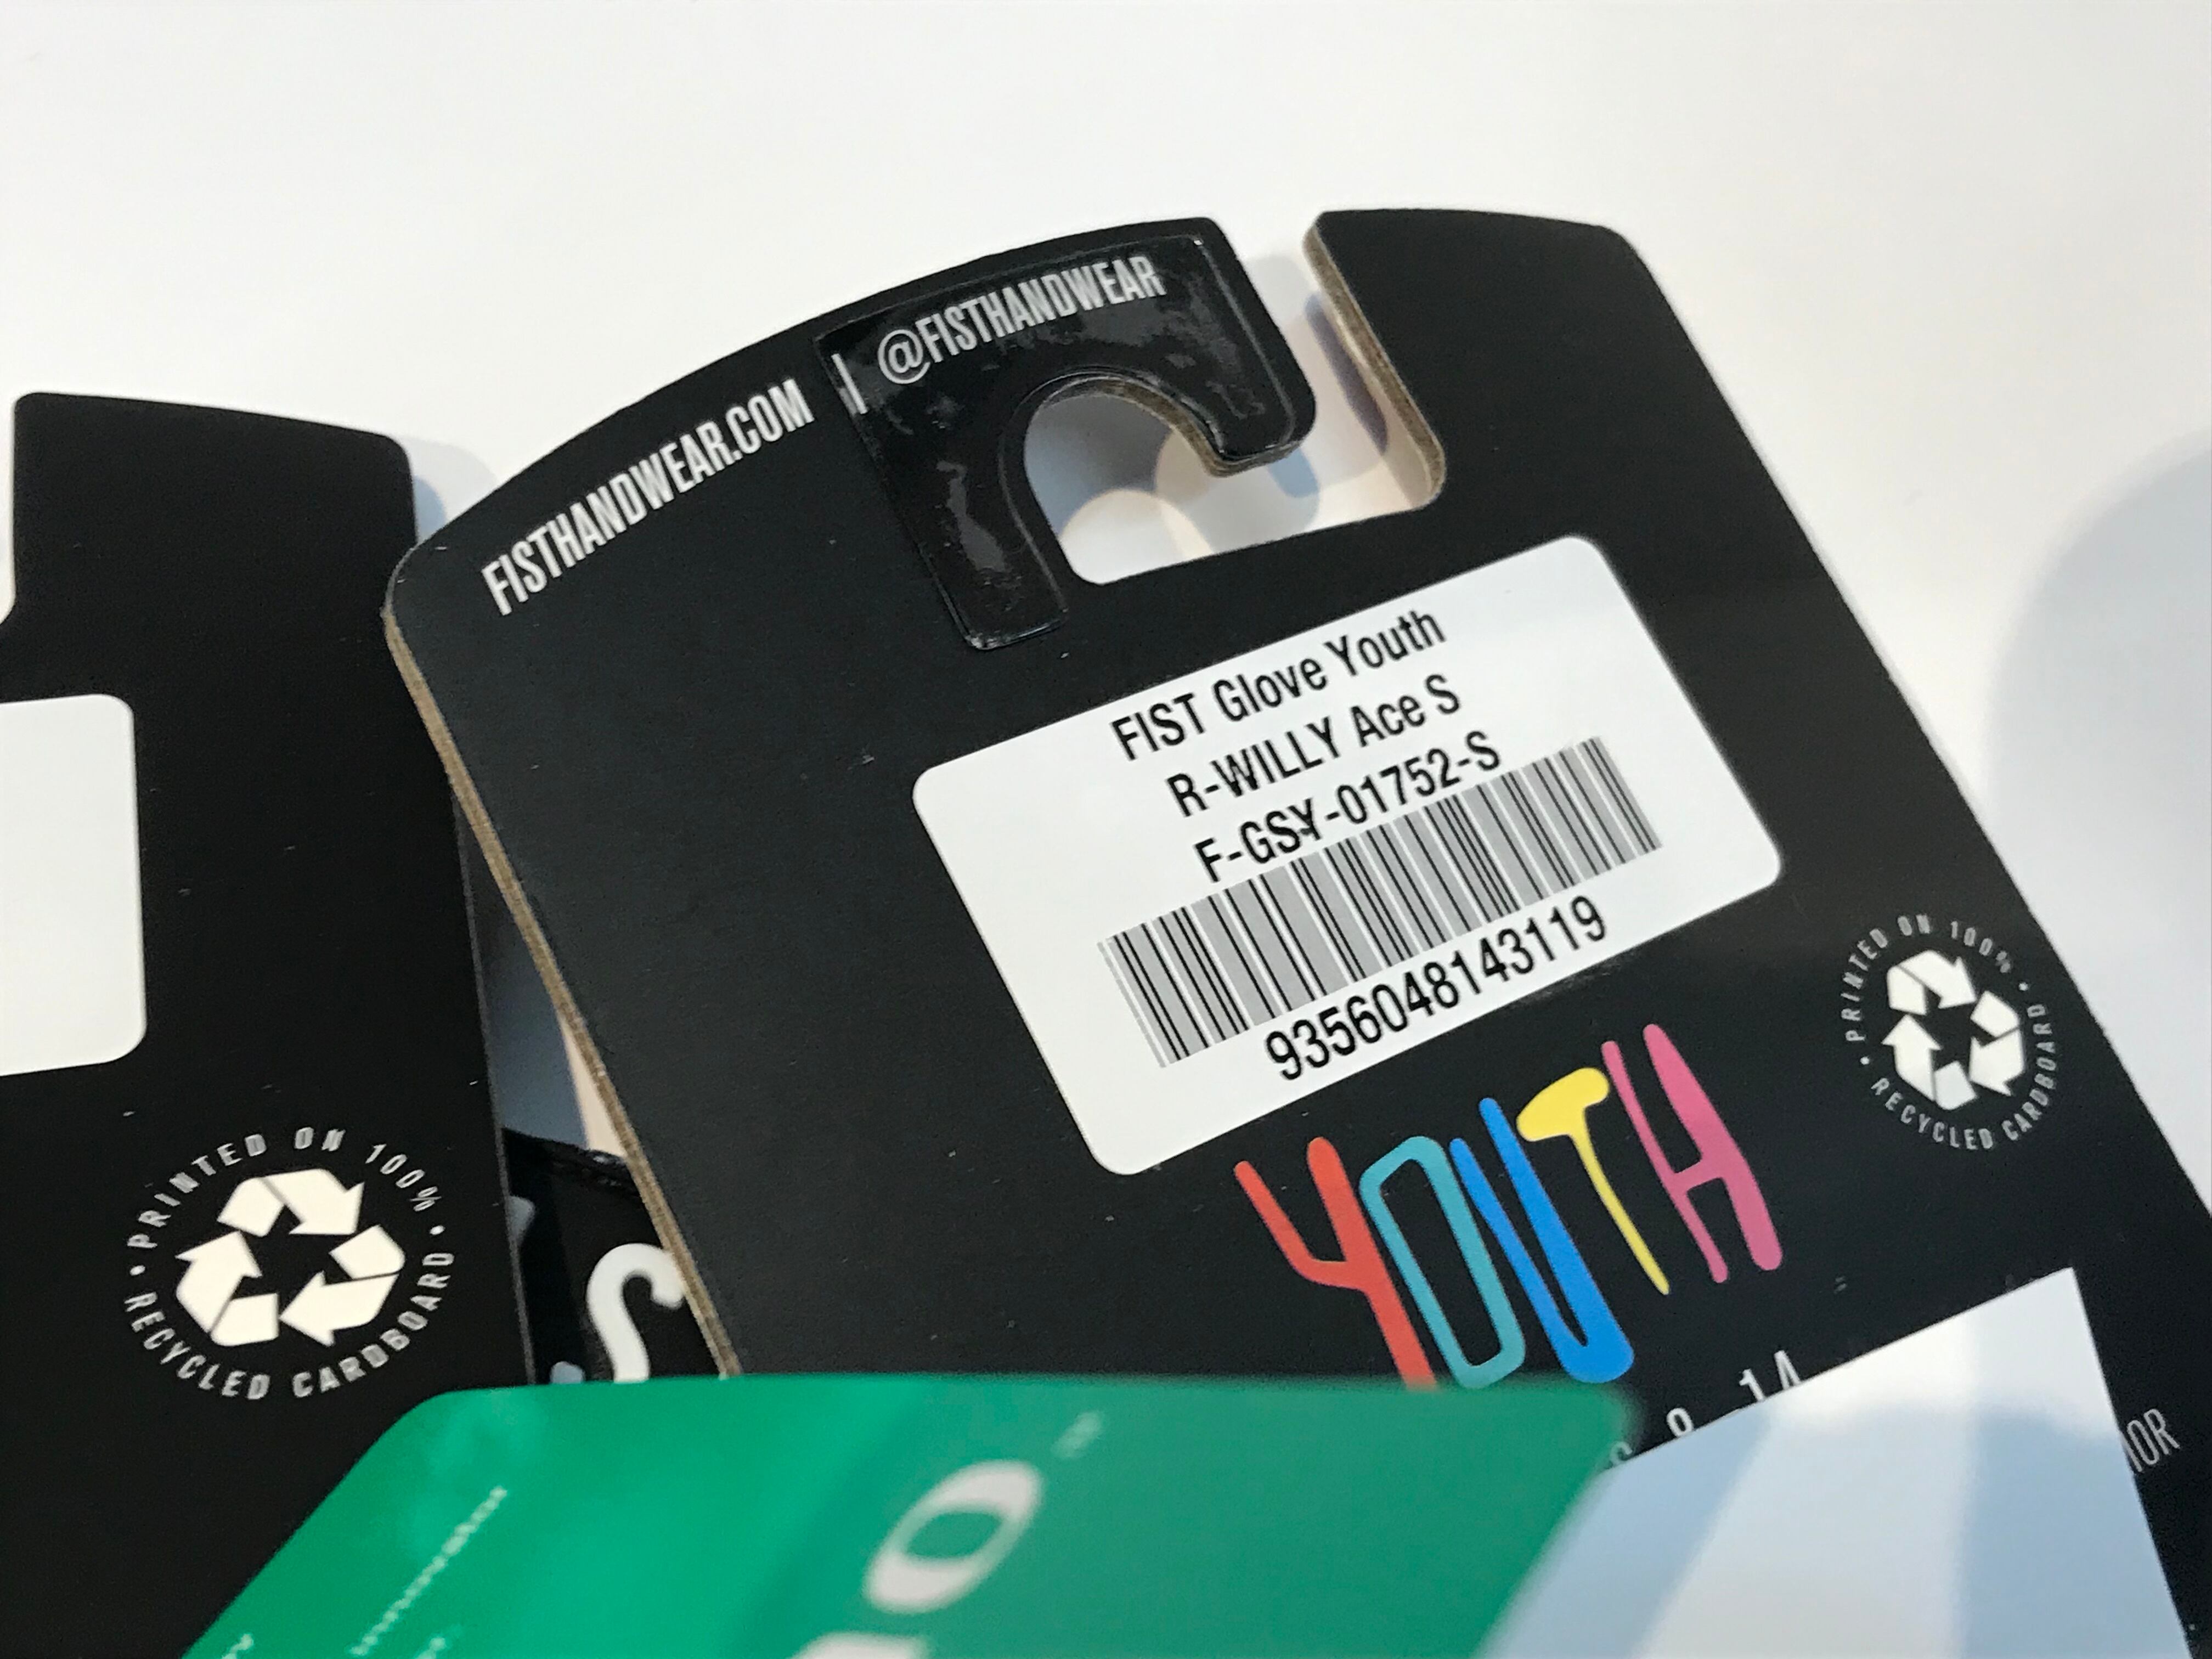 FISTHANDWEAR.COM | @FISTHANDWEAR
FIST Glove Youth
R-WILLY Ace S
F-GSY-01752-S
9356048143119
YOUTH
• PRINTED ON 100% •
RECYCLED CARDBOARD
• PRINTED ON 100% •
RECYCLED CARDBOARD
S
O